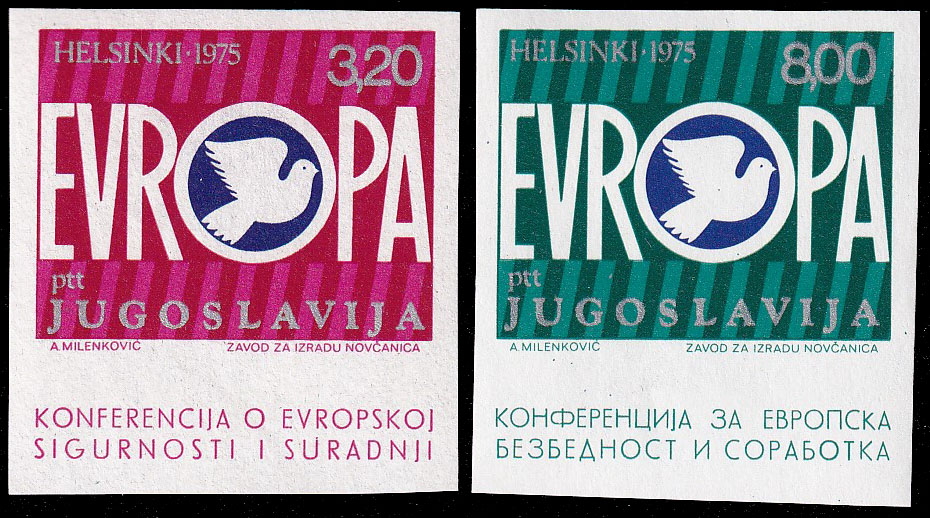 HELSINKI·1975 3,20
EVROPA
ptt
JUGOSLAVIJA
A.MILENKOVIĆ ZAVOD ZA IZRADU NOVČANICA
KONFERENCIJA O EVROPSKOJ
SIGURNOSTI I SURADNJI
HELSINKI·1975 8,00
EVROPA
ptt
JUGOSLAVIJA
A.MILENKOVIĆ ZAVOD ZA IZRADU NOVČANICA
КОНФЕРЕНЦИЈА ЗА ЕВРОПСКА
БЕЗБЕДНОСТ И СОРАБОТКА